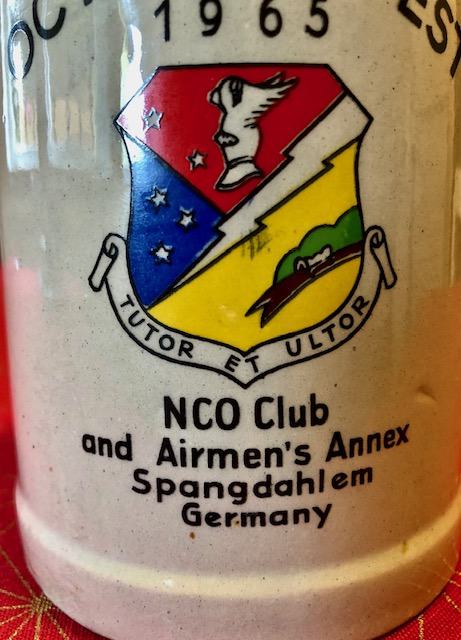 1965
TUTOR ET ULTOR
NCO Club
and Airmen's Annex
Spangdahlem
Germany